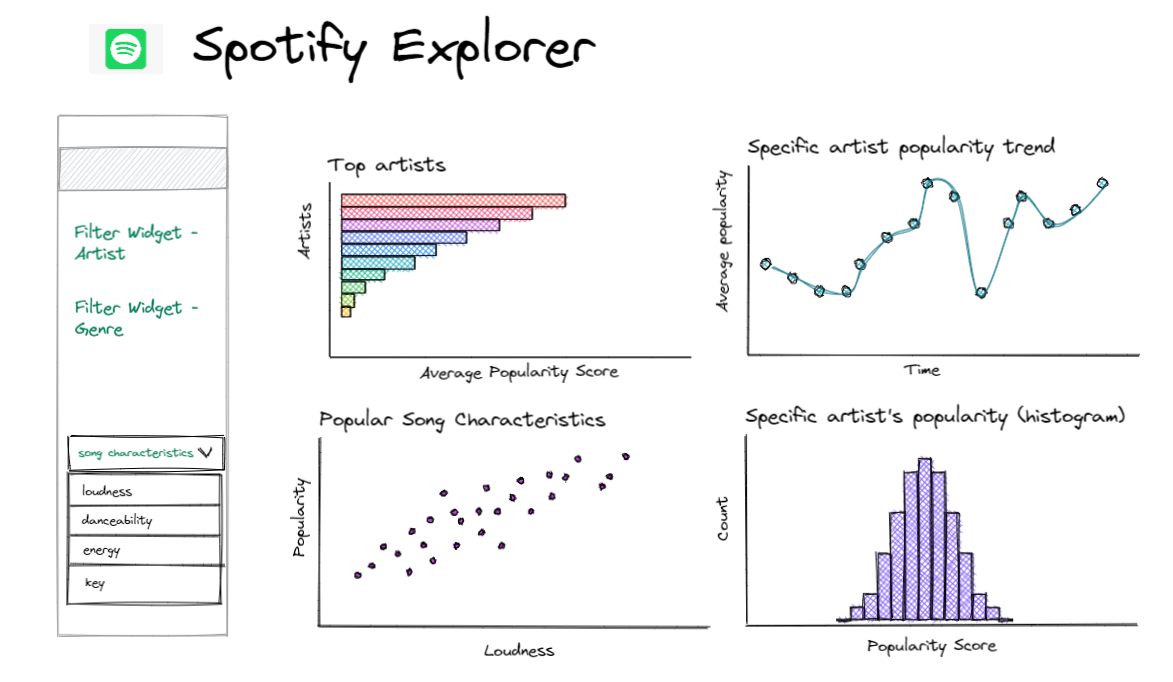 Spotify Explorer
Filter Widget -
Artist
Filter Widget -
Genre
song characteristics
loudness
danceability
energy
key
Top artists
Artists
Average Popularity Score
Specific artist popularity trend
Average popularity
Time
Popular Song Characteristics
Popularity
Loudness
Specific artist's popularity (histogram)
Count
Popularity Score